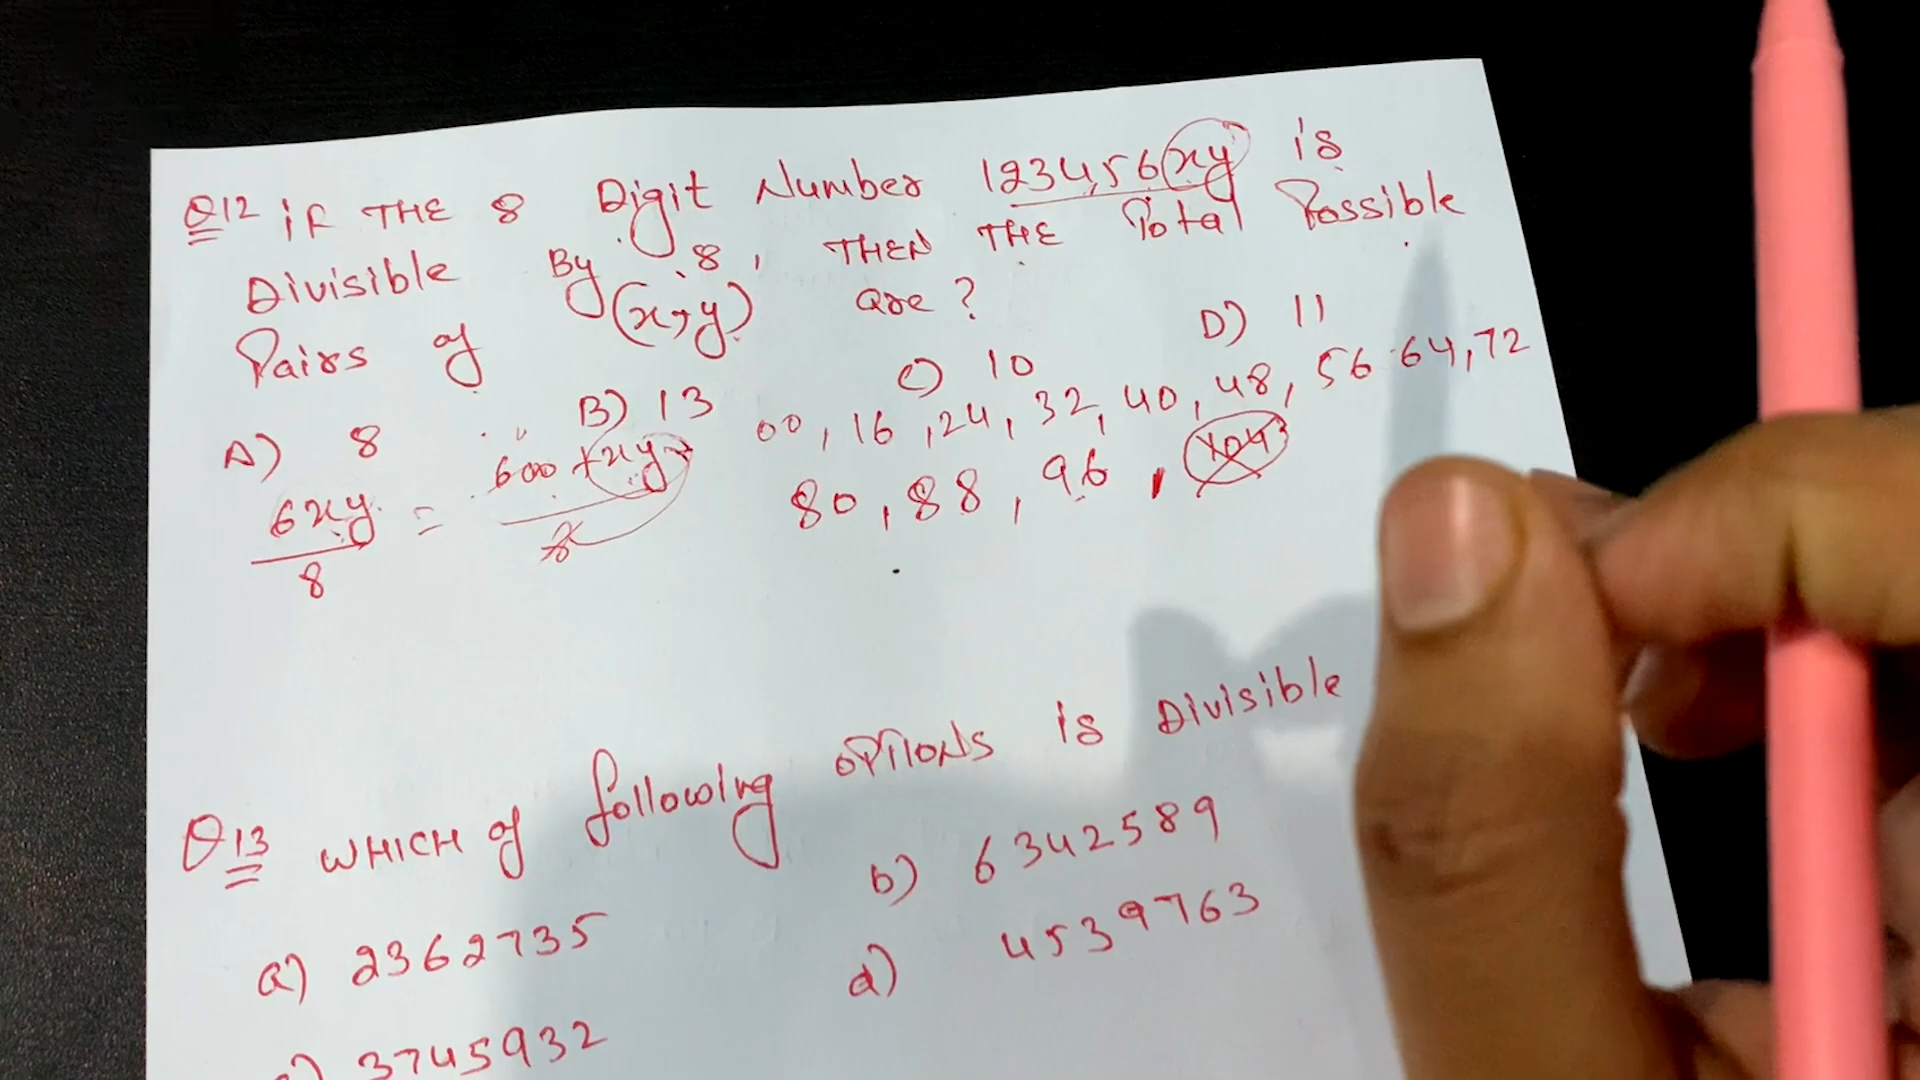 Q12 iF THE 8 Digit Number 123456xy is
Divisible By 8, THEN THE Total Possible
Pairs of (x,y) are ?
A) 8 B) 13 C) 10 D) 11
6xy/8 = 600+xy/8
00, 16, 24, 32, 40, 48, 56 64, 72
80, 88, 96, 104
Q13 WHICH of following OPTIONS is Divisible
a) 2362735 b) 6342589
3745932 d) 4539763